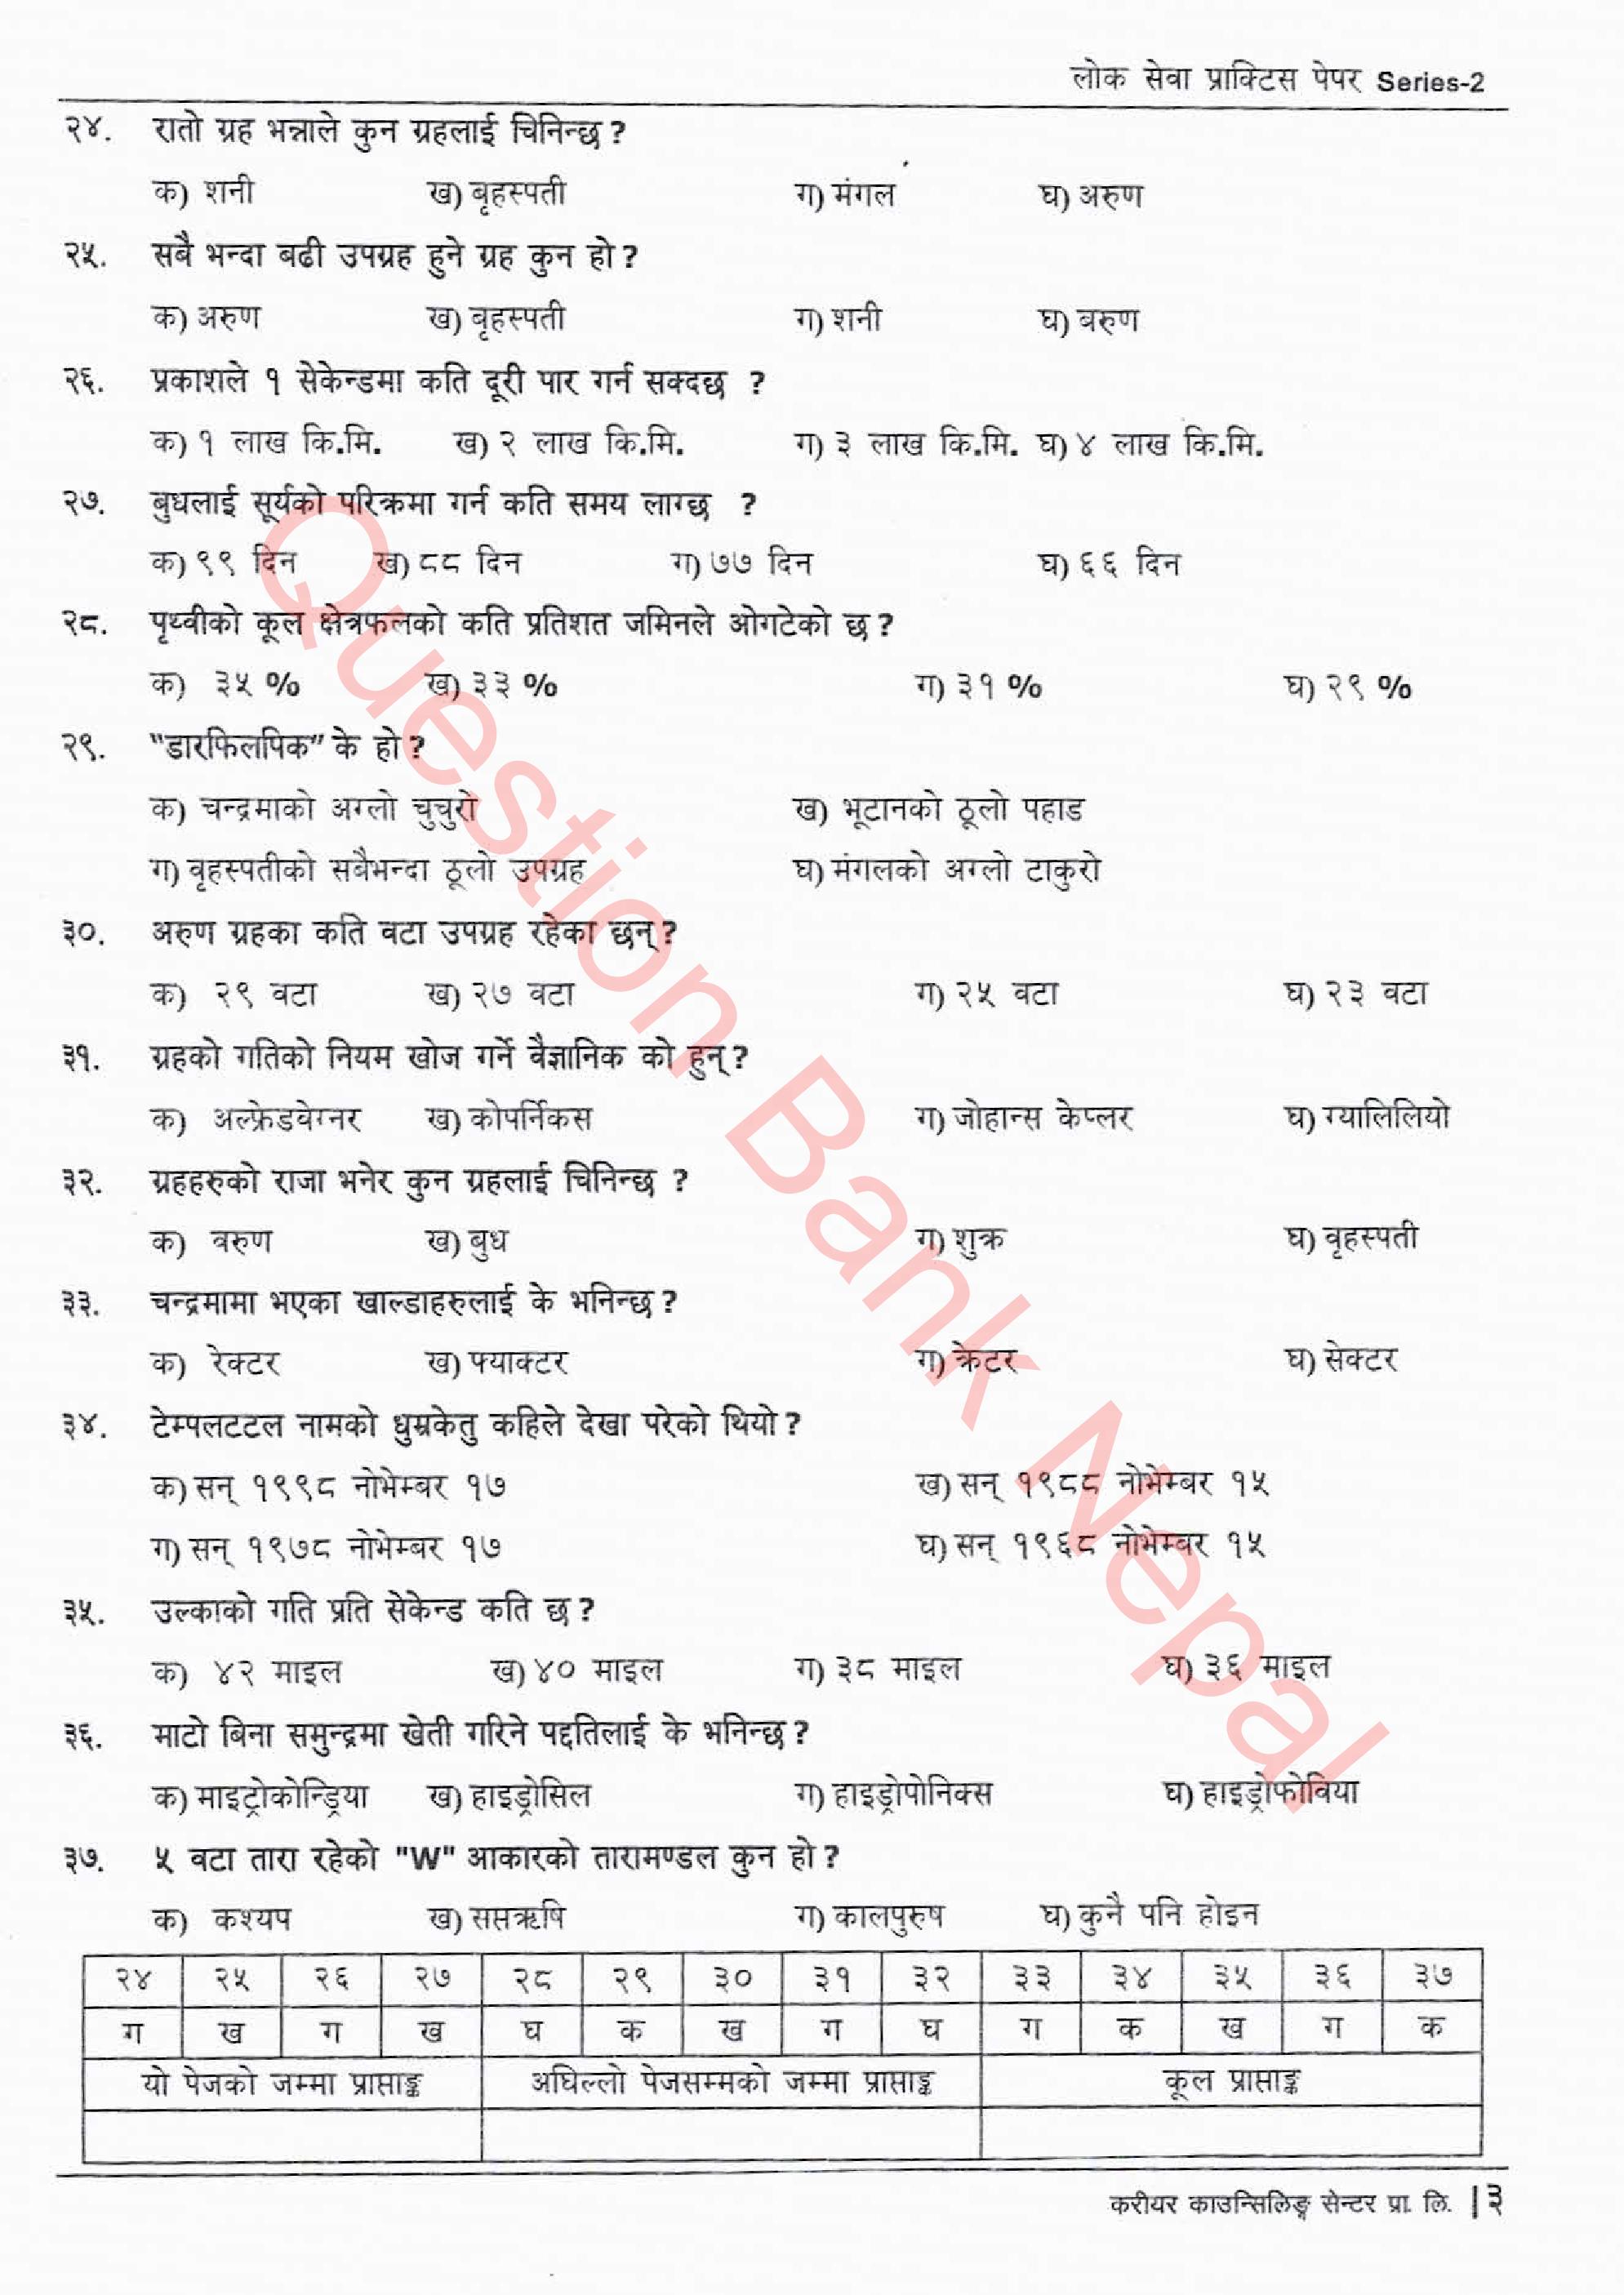 लोक सेवा प्राक्टिस पेपर Series-2
२४. रातो ग्रह भन्नाले कुन ग्रहलाई चिनिन्छ ?
क) शनी ख) बृहस्पती ग) मंगल घ) अरुण
२५. सबै भन्दा बढी उपग्रह हुने ग्रह कुन हो ?
क) अरुण ख) बृहस्पती ग) शनी घ) बरुण
२६. प्रकाशले १ सेकेन्डमा कति दूरी पार गर्न सक्दछ ?
क) १ लाख कि.मि. ख) २ लाख कि.मि. ग) ३ लाख कि.मि. घ) ४ लाख कि.मि.
२७. बुधलाई सूर्यको परिक्रमा गर्न कति समय लाग्छ ?
क) ९९ दिन ख) ८८ दिन ग) ७७ दिन घ) ६६ दिन
२८. पृथ्वीको कूल क्षेत्रफलको कति प्रतिशत जमिनले ओगटेको छ ?
क) ३५ % ख) ३३ % ग) ३१ % घ) २९ %
२९. "डारफिलपिक" के हो ?
क) चन्द्रमाको अग्लो चुचुरो ख) भूटानको ठूलो पहाड
ग) वृहस्पतीको सबैभन्दा ठूलो उपग्रह घ) मंगलको अग्लो टाकुरो
३०. अरुण ग्रहका कति वटा उपग्रह रहेका छन् ?
क) २९ वटा ख) २७ वटा ग) २५ वटा घ) २३ वटा
३१. ग्रहको गतिको नियम खोज गर्ने वैज्ञानिक को हुन् ?
क) अल्फ्रेडवेग्नर ख) कोपर्निकस ग) जोहान्स केप्लर घ) ग्यालिलियो
३२. ग्रहहरुको राजा भनेर कुन ग्रहलाई चिनिन्छ ?
क) वरुण ख) बुध ग) शुक्र घ) वृहस्पती
३३. चन्द्रमामा भएका खाल्डाहरुलाई के भनिन्छ ?
क) रेक्टर ख) फ्याक्टर ग) क्रेटर घ) सेक्टर
३४. टेम्पलटटल नामको धुम्रकेतु कहिले देखा परेको थियो ?
क) सन् १९९८ नोभेम्बर १७ ख) सन् १९८८ नोभेम्बर १५
ग) सन् १९७८ नोभेम्बर १७ घ) सन् १९६८ नोभेम्बर १५
३५. उल्काको गति प्रति सेकेन्ड कति छ ?
क) ४२ माइल ख) ४० माइल ग) ३८ माइल घ) ३६ माइल
३६. माटो बिना समुन्द्रमा खेती गरिने पद्दतिलाई के भनिन्छ ?
क) माइट्रोकोन्ड्रिया ख) हाइड्रोसिल ग) हाइड्रोपोनिक्स घ) हाइड्रोफोबिया
३७. ५ वटा तारा रहेको "W" आकारको तारामण्डल कुन हो ?
क) कश्यप ख) सप्तऋषि ग) कालपुरुष घ) कुनै पनि होइन
२४ २५ २६ २७ २८ २९ ३० ३१ ३२ ३३ ३४ ३५ ३६ ३७
ग ख ग ख घ क ख ग घ ग क ख ग क
यो पेजको जम्मा प्राप्ताङ्क अघिल्लो पेजसम्मको जम्मा प्राप्ताङ्क कूल प्राप्ताङ्क
करीयर काउन्सिलिङ्ग सेन्टर प्रा. लि. | ३
Question Bank Nepal